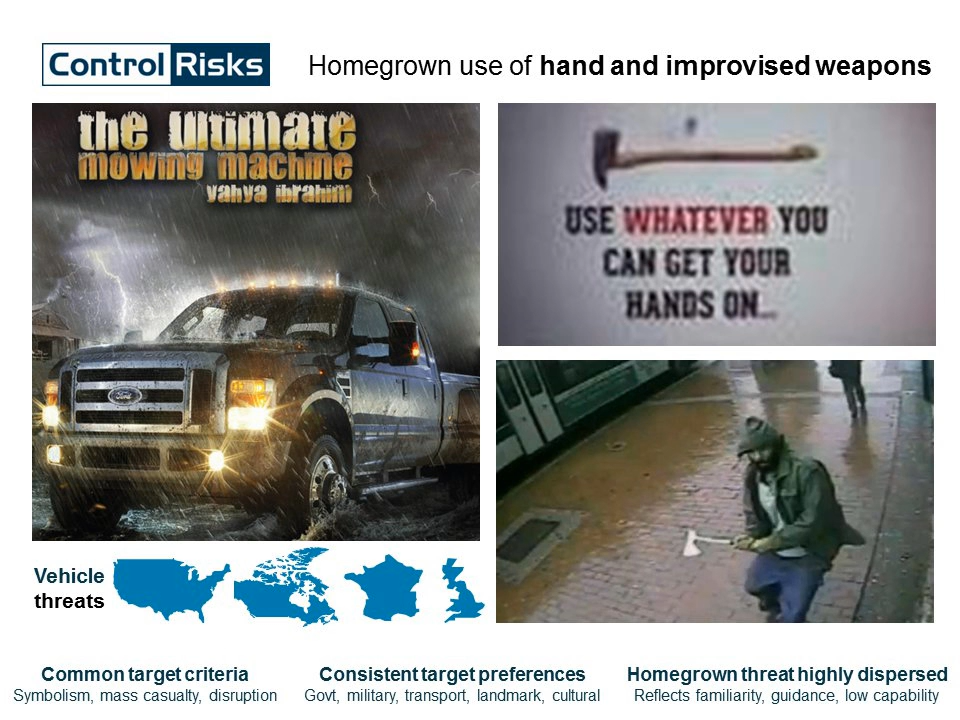 Control Risks
Homegrown use of hand and improvised weapons
the ultimate
mowing machine
yahya ibrahim
Ford
USE WHATEVER YOU
CAN GET YOUR
HANDS ON...
Vehicle
threats
Common target criteria
Symbolism, mass casualty, disruption
Consistent target preferences
Govt, military, transport, landmark, cultural
Homegrown threat highly dispersed
Reflects familiarity, guidance, low capability